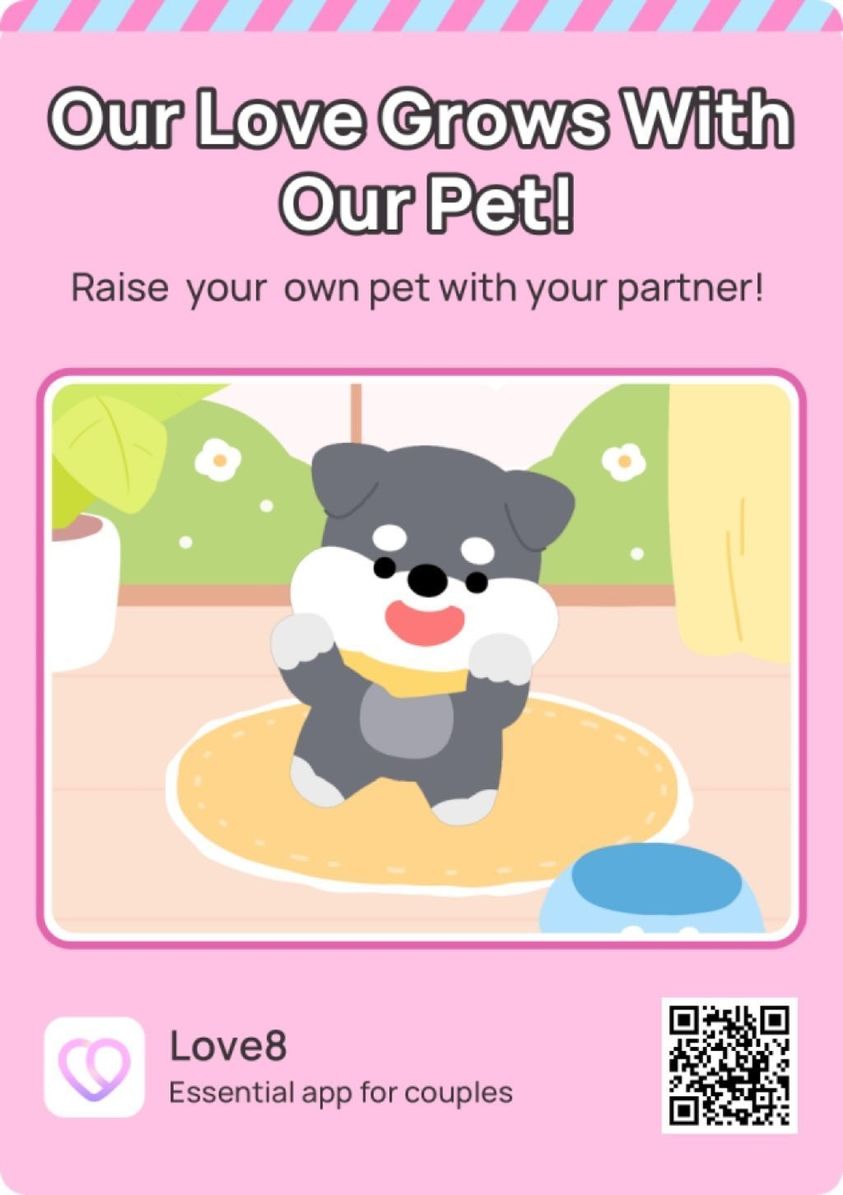 Our Love Grows With
Our Pet!
Raise your own pet with your partner!
Love8
Essential app for couples